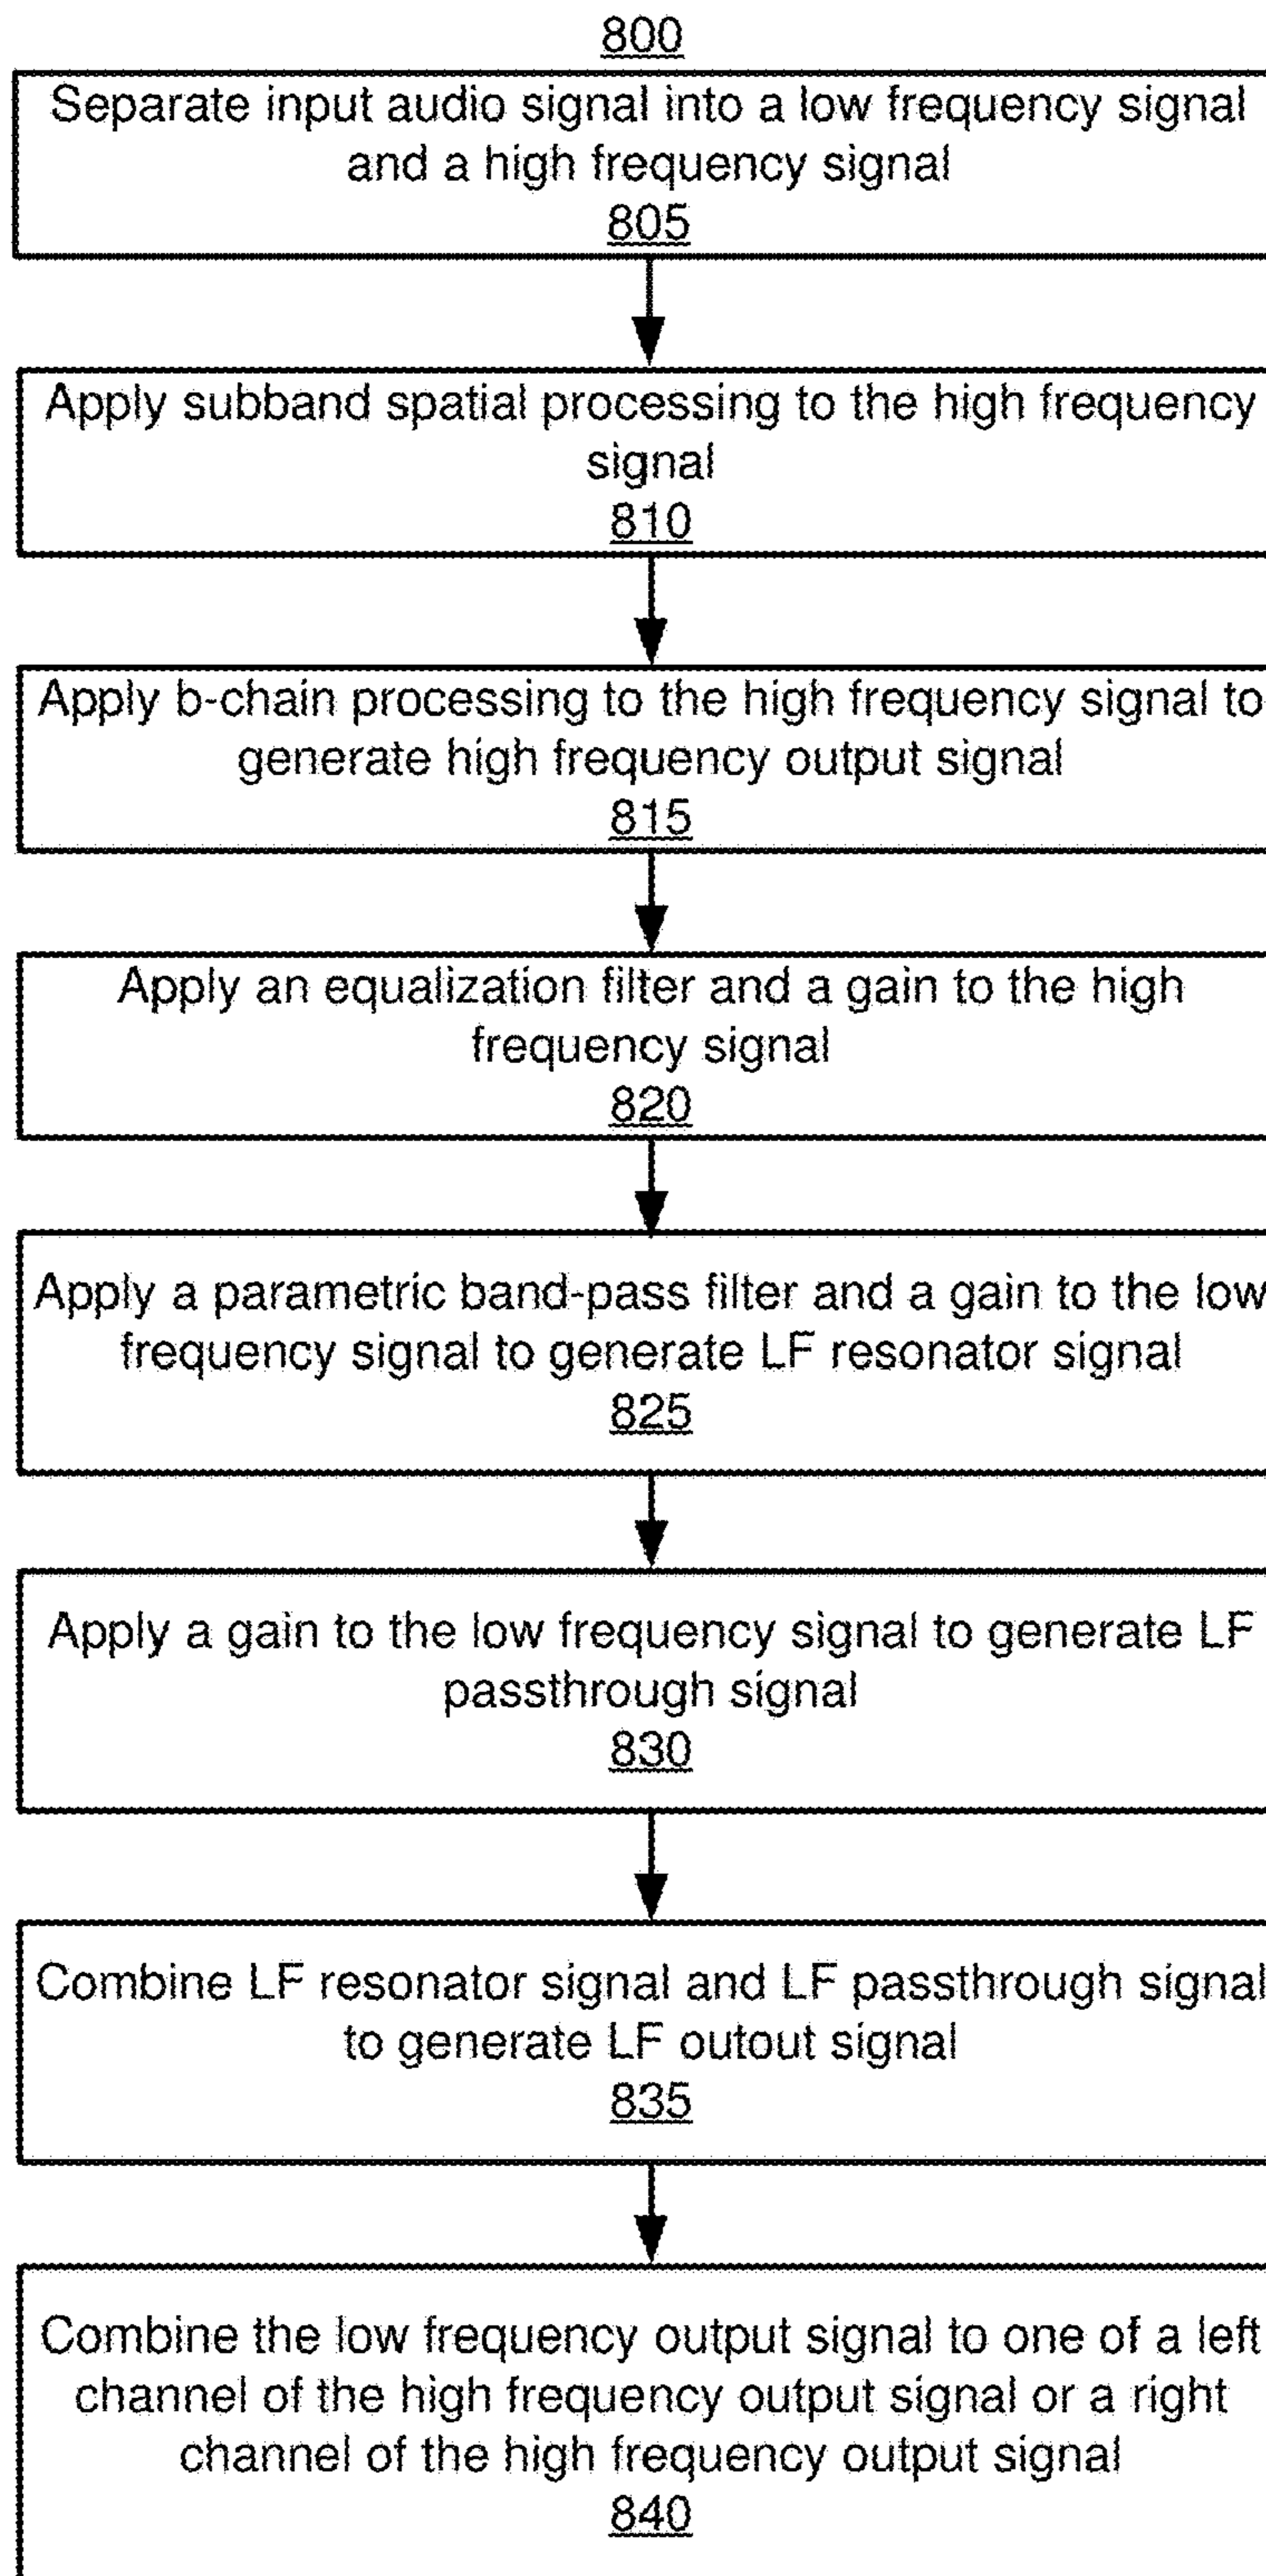 800
Separate input audio signal into a low frequency signal
and a high frequency signal
805
Apply subband spatial processing to the high frequency
signal
810
Apply b-chain processing to the high frequency signal to
generate high frequency output signal
815
Apply an equalization filter and a gain to the high
frequency signal
820
Apply a parametric band-pass filter and a gain to the low
frequency signal to generate LF resonator signal
825
Apply a gain to the low frequency signal to generate LF
passthrough signal
830
Combine LF resonator signal and LF passthrough signal
to generate LF outout signal
835
Combine the low frequency output signal to one of a left
channel of the high frequency output signal or a right
channel of the high frequency output signal
840